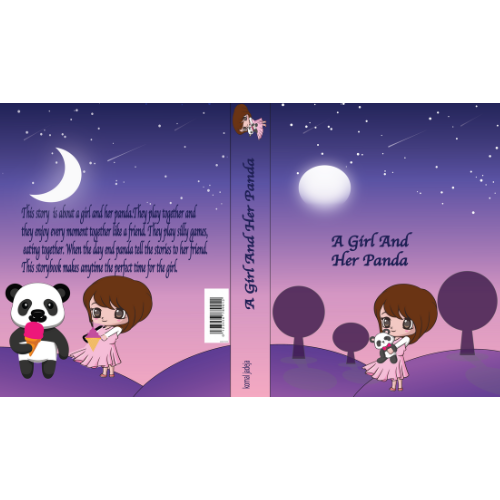 This story is about a girl and her panda.They play together and
they enjoy every moment together like a friend. They play silly games,
eating together. When the day end panda tell the stories to her friend.
This storybook makes anytime the perfect time for the girl.
A Girl And Her Panda
komal jadeja
A Girl And
Her Panda